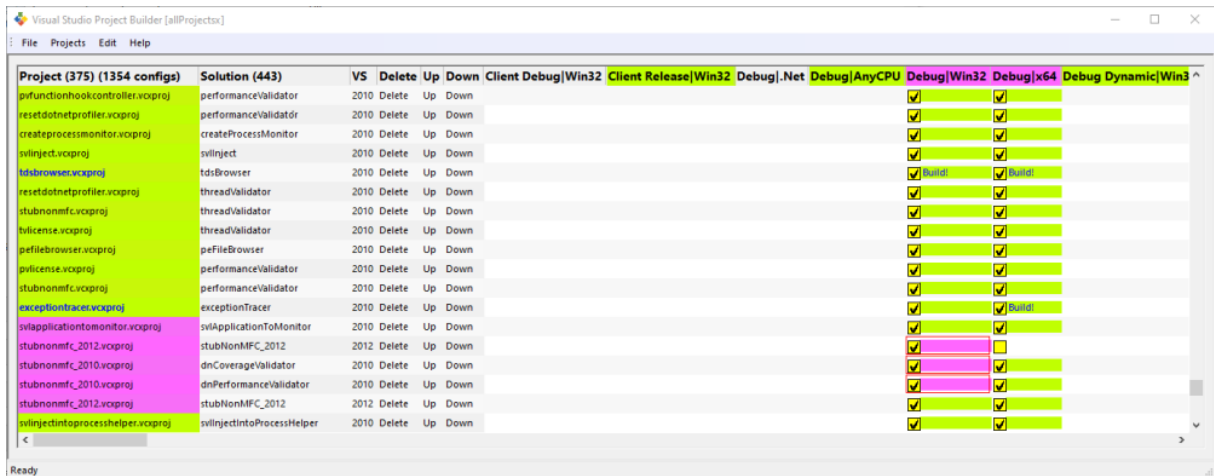 Visual Studio Project Builder [allProjectsx]
File Projects Edit Help
Project (375) (1354 configs) Solution (443) VS Delete Up Down Client Debug|Win32 Client Release|Win32 Debug|.Net Debug|AnyCPU Debug|Win32 Debug|x64 Debug Dynamic|Win3
pvfunctionhookcontroller.vcxproj performanceValidator 2010 Delete Up Down
resetdotnetprofiler.vcxproj performanceValidator 2010 Delete Up Down
createprocessmonitor.vcxproj createProcessMonitor 2010 Delete Up Down
svlinject.vcxproj svlInject 2010 Delete Up Down
tdsbrowser.vcxproj tdsBrowser 2010 Delete Up Down Build! Build!
resetdotnetprofiler.vcxproj threadValidator 2010 Delete Up Down
stubnonmfc.vcxproj threadValidator 2010 Delete Up Down
tvlicense.vcxproj threadValidator 2010 Delete Up Down
pefilebrowser.vcxproj peFileBrowser 2010 Delete Up Down
pvlicense.vcxproj performanceValidator 2010 Delete Up Down
stubnonmfc.vcxproj performanceValidator 2010 Delete Up Down
exceptiontracer.vcxproj exceptionTracer 2010 Delete Up Down Build!
svlapplicationtomonitor.vcxproj svlApplicationToMonitor 2010 Delete Up Down
stubnonmfc_2012.vcxproj stubNonMFC_2012 2012 Delete Up Down
stubnonmfc_2010.vcxproj dnCoverageValidator 2010 Delete Up Down
stubnonmfc_2010.vcxproj dnPerformanceValidator 2010 Delete Up Down
stubnonmfc_2012.vcxproj stubNonMFC_2012 2012 Delete Up Down
svlinjectintoprocesshelper.vcxproj svlInjectIntoProcessHelper 2010 Delete Up Down
Ready